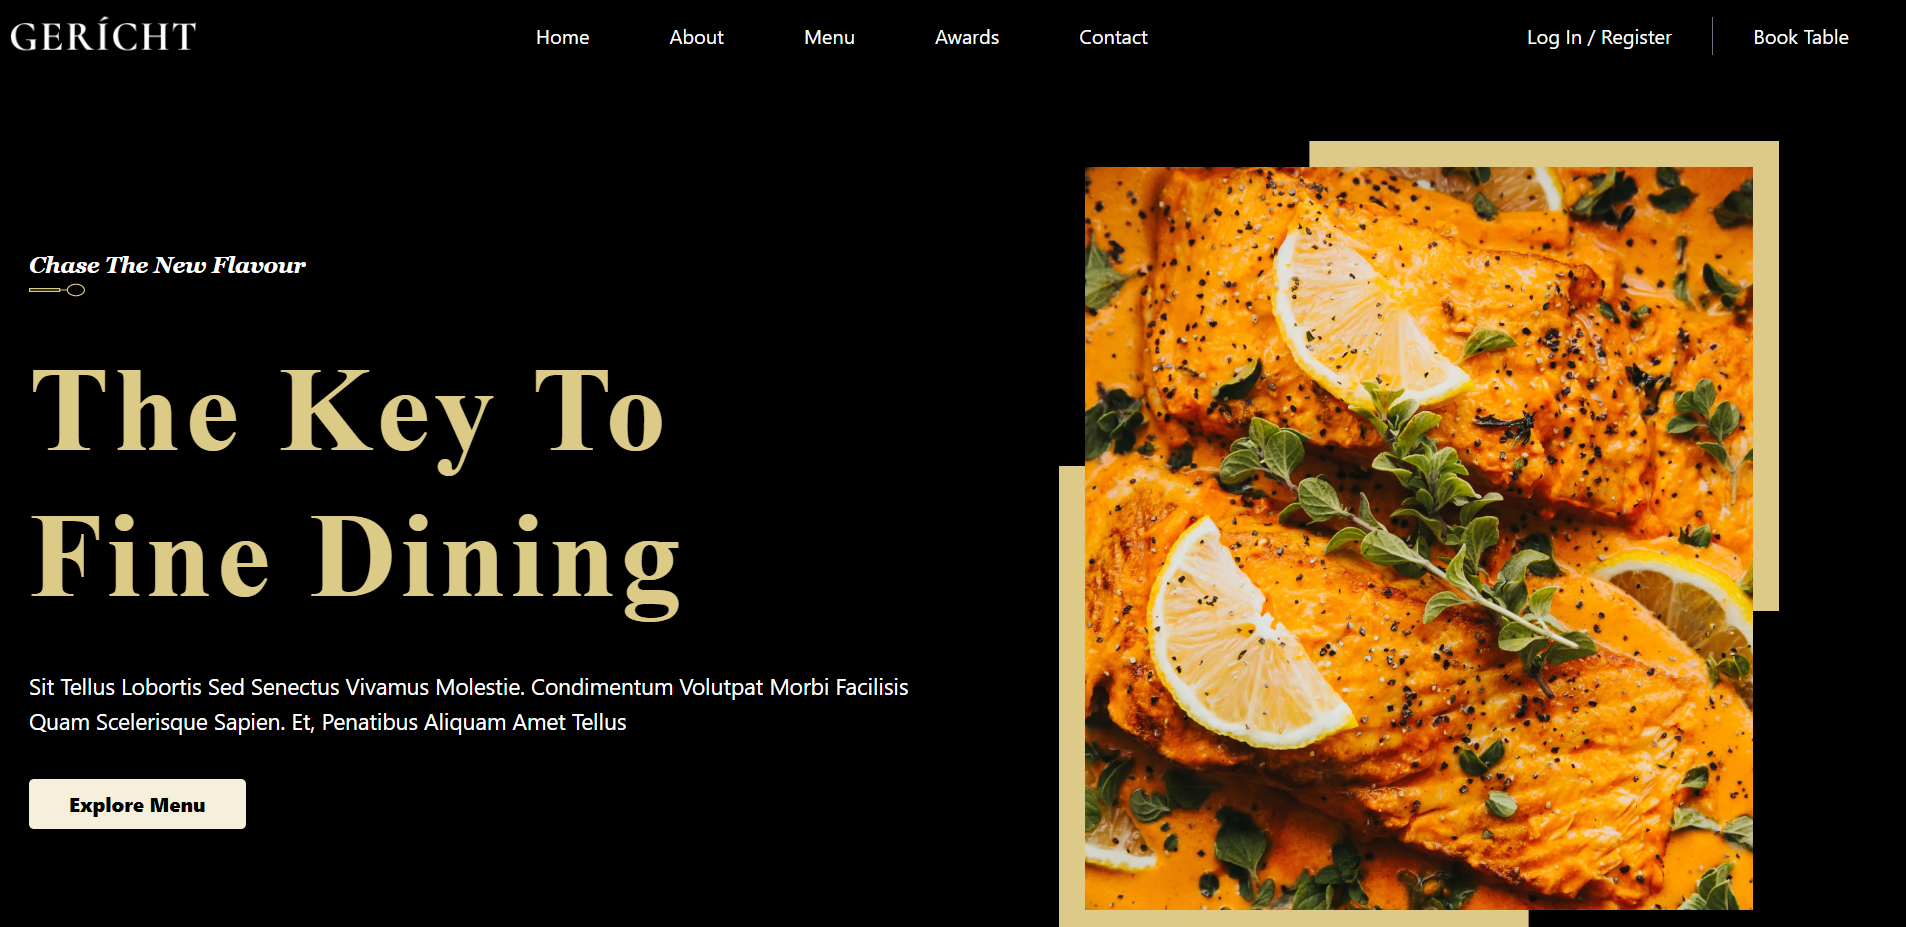 GERÍCHT
Home
About
Menu
Awards
Contact
Log In / Register
Book Table
Chase The New Flavour
The Key To
Fine Dining
Sit Tellus Lobortis Sed Senectus Vivamus Molestie. Condimentum Volutpat Morbi Facilisis
Quam Scelerisque Sapien. Et, Penatibus Aliquam Amet Tellus
Explore Menu